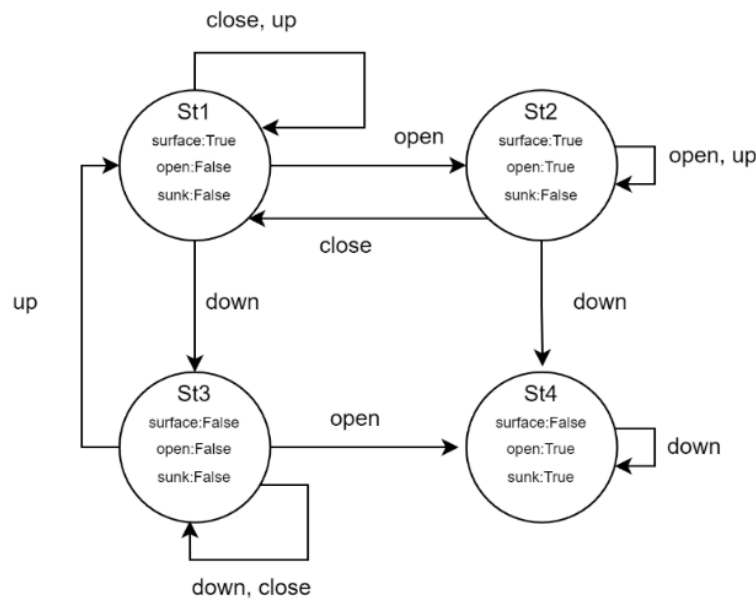 close, up
St1
surface:True
open:False
sunk:False
open
St2
surface:True
open:True
sunk:False
open, up
close
up
down
down
St3
surface:False
open:False
sunk:False
open
St4
surface:False
open:True
sunk:True
down
down, close